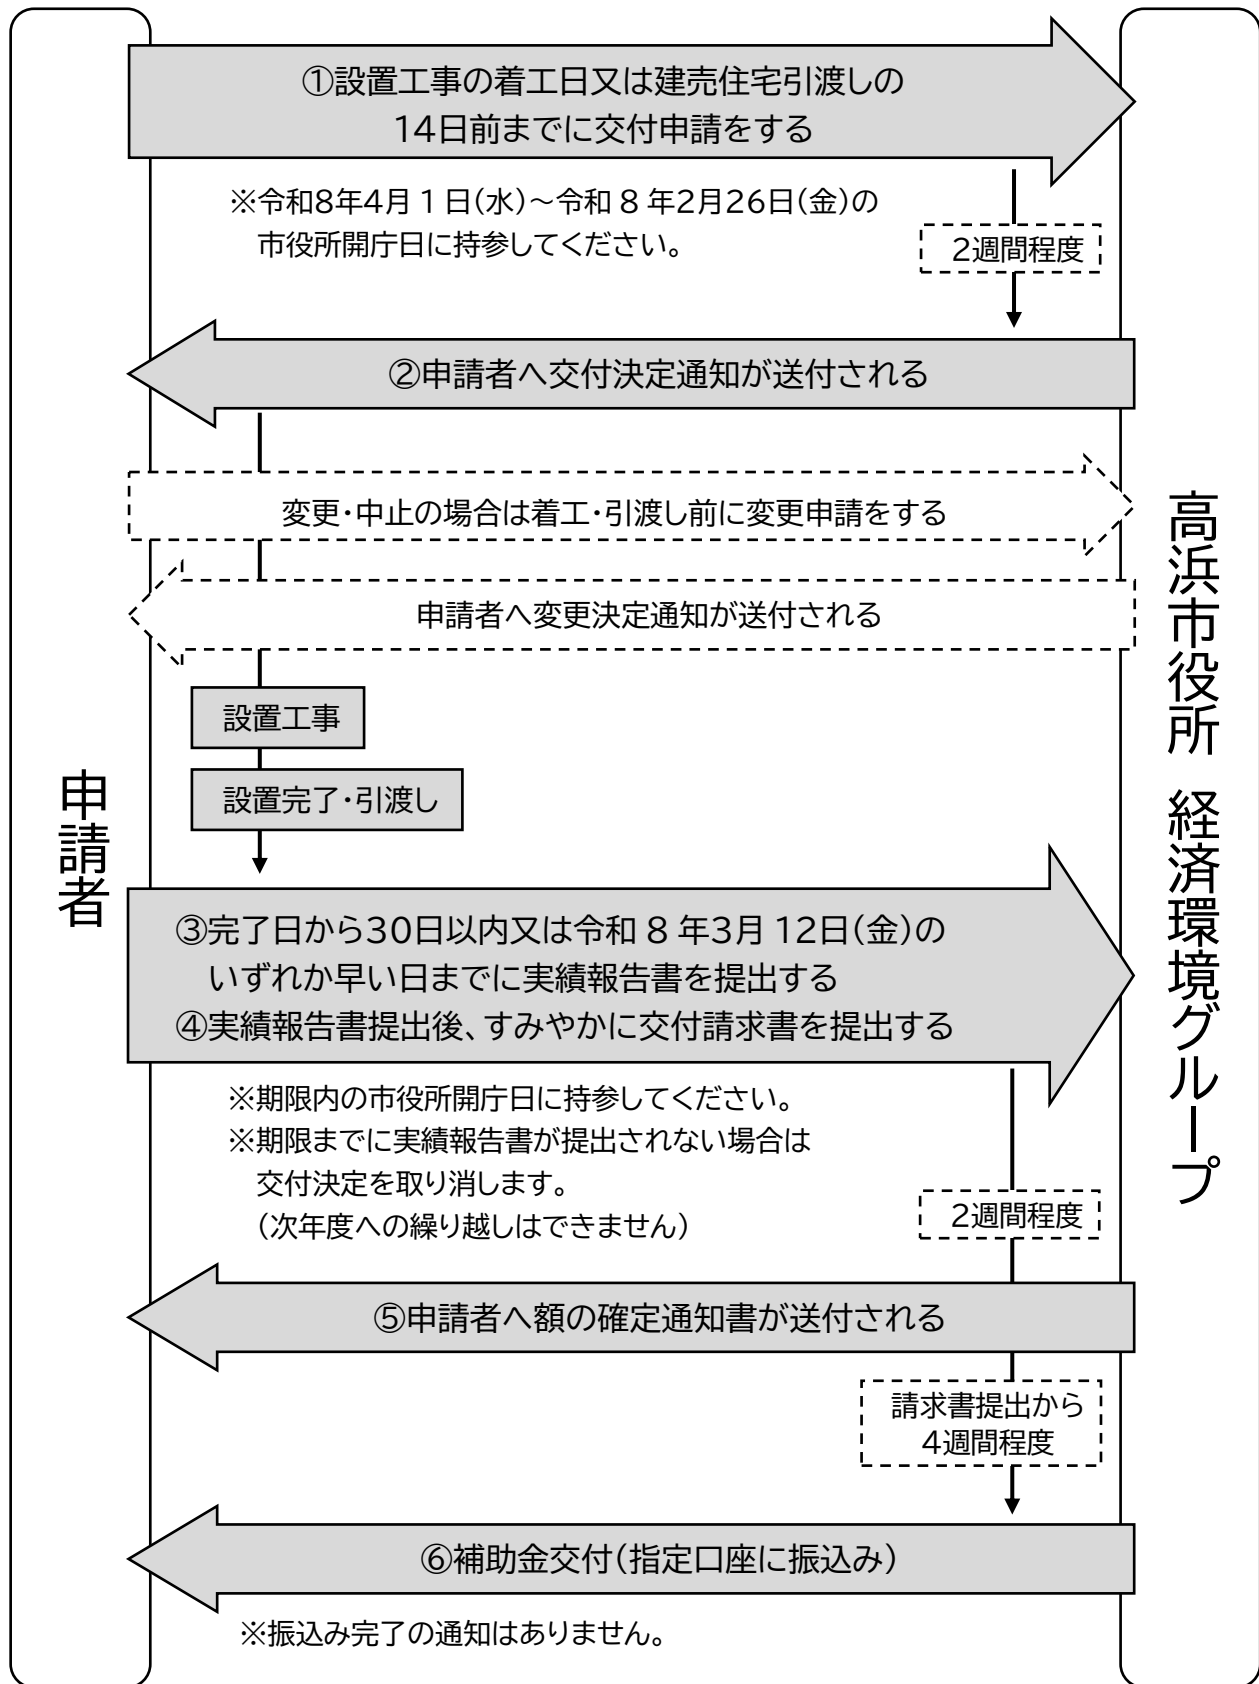 ①設置工事の着工日又は建売住宅引渡しの
14日前までに交付申請をする
※令和8年4月1日(水)～令和8年2月26日(金)の
市役所開庁日に持参してください。
2週間程度
②申請者へ交付決定通知が送付される
変更・中止の場合は着工・引渡し前に変更申請をする
申請者へ変更決定通知が送付される
設置工事
設置完了・引渡し
申請者
高浜市役所 経済環境グループ
③完了日から30日以内又は令和8年3月12日(金)の
いずれか早い日までに実績報告書を提出する
④実績報告書提出後、すみやかに交付請求書を提出する
※期限内の市役所開庁日に持参してください。
※期限までに実績報告書が提出されない場合は
交付決定を取り消します。
(次年度への繰り越しはできません)
2週間程度
⑤申請者へ額の確定通知書が送付される
請求書提出から
4週間程度
⑥補助金交付(指定口座に振込み)
※振込み完了の通知はありません。